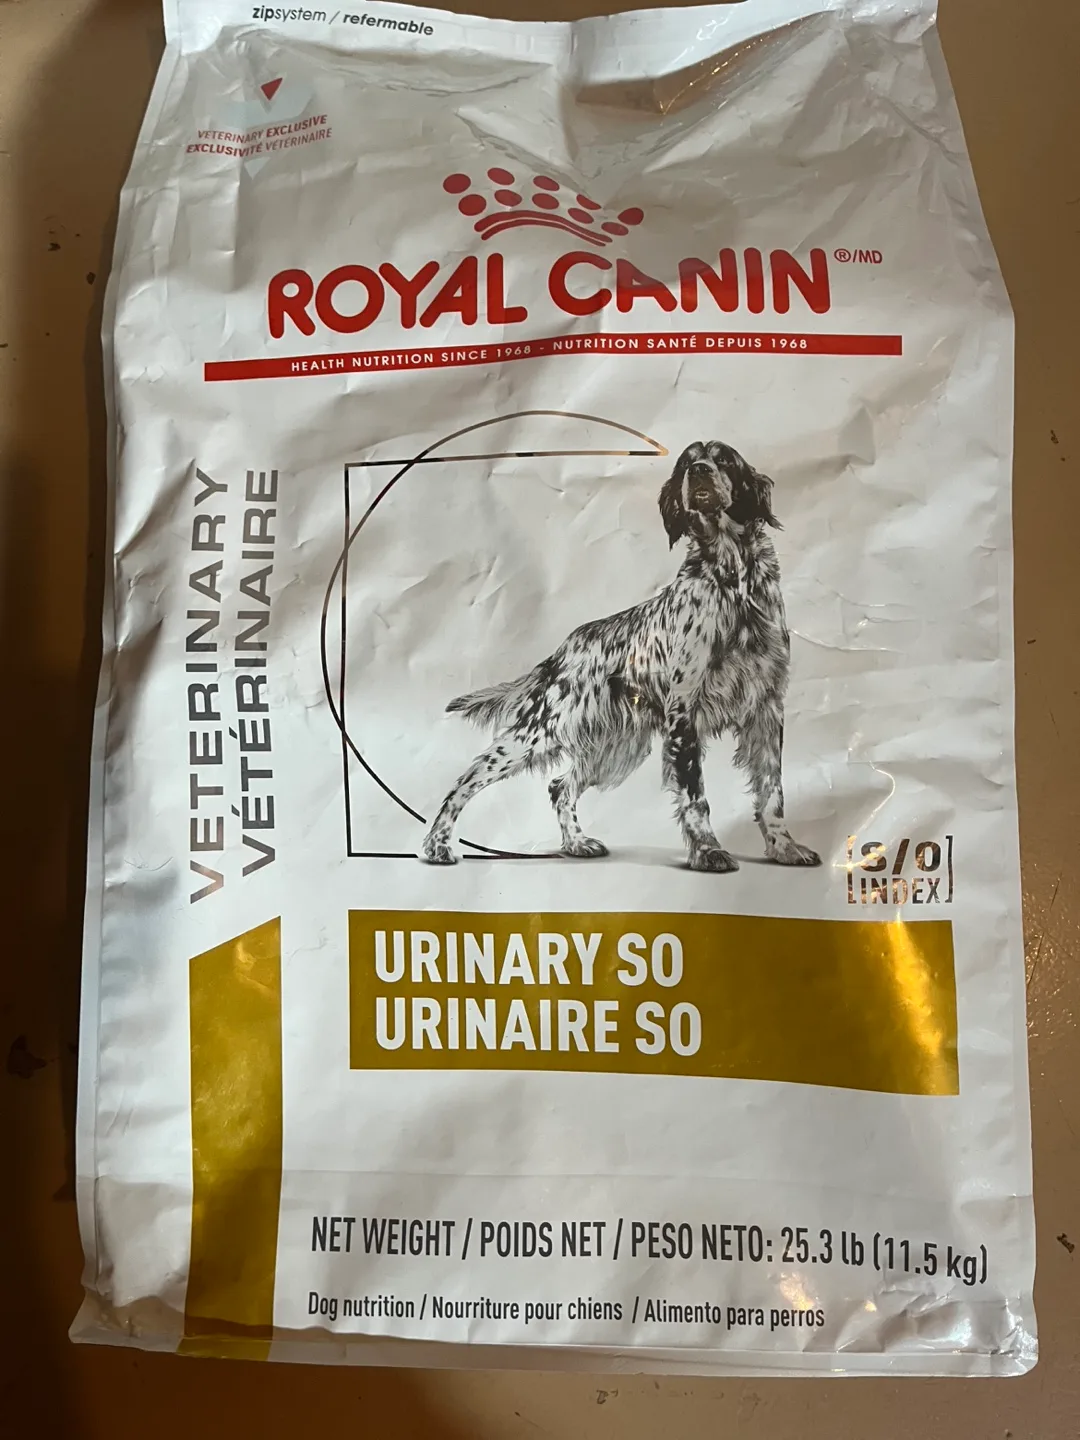 zipsystem / refermable
VETERINARY EXCLUSIVE
EXCLUSIVITÉ VÉTÉRINAIRE
ROYAL CANIN®/MD
HEALTH NUTRITION SINCE 1968 - NUTRITION SANTÉ DEPUIS 1968
VETERINARY
VÉTÉRINAIRE
[S/O]
[INDEX]
URINARY SO
URINAIRE SO
NET WEIGHT / POIDS NET / PESO NETO: 25.3 lb (11.5 kg)
Dog nutrition / Nourriture pour chiens / Alimento para perros